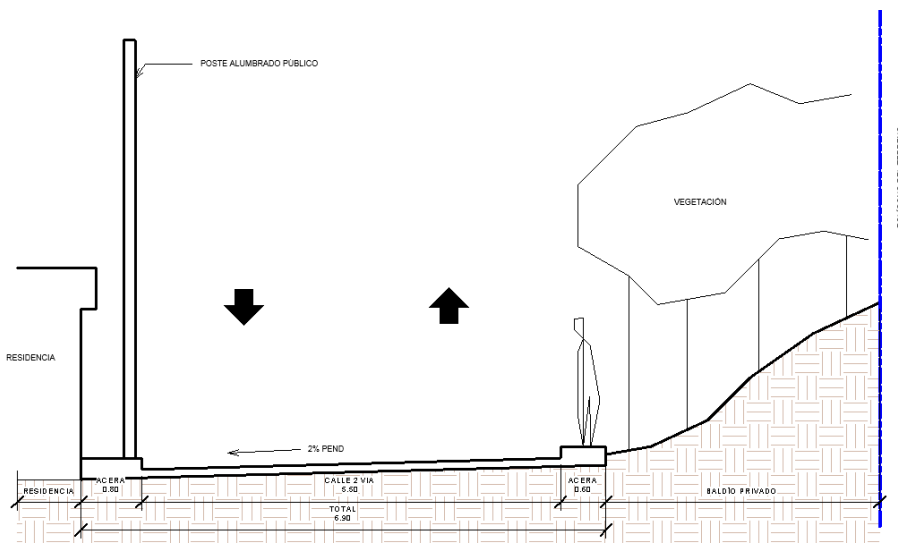 POSTE ALUMBRADO PÚBLICO
VEGETACION
RESIDENCIA
2% PEND
RESIDENCIA
ACERA
0.80
CALLE 2 VIA
5.50
ACERA
0.60
BALDÍO PRIVADO
TOTAL
6.90